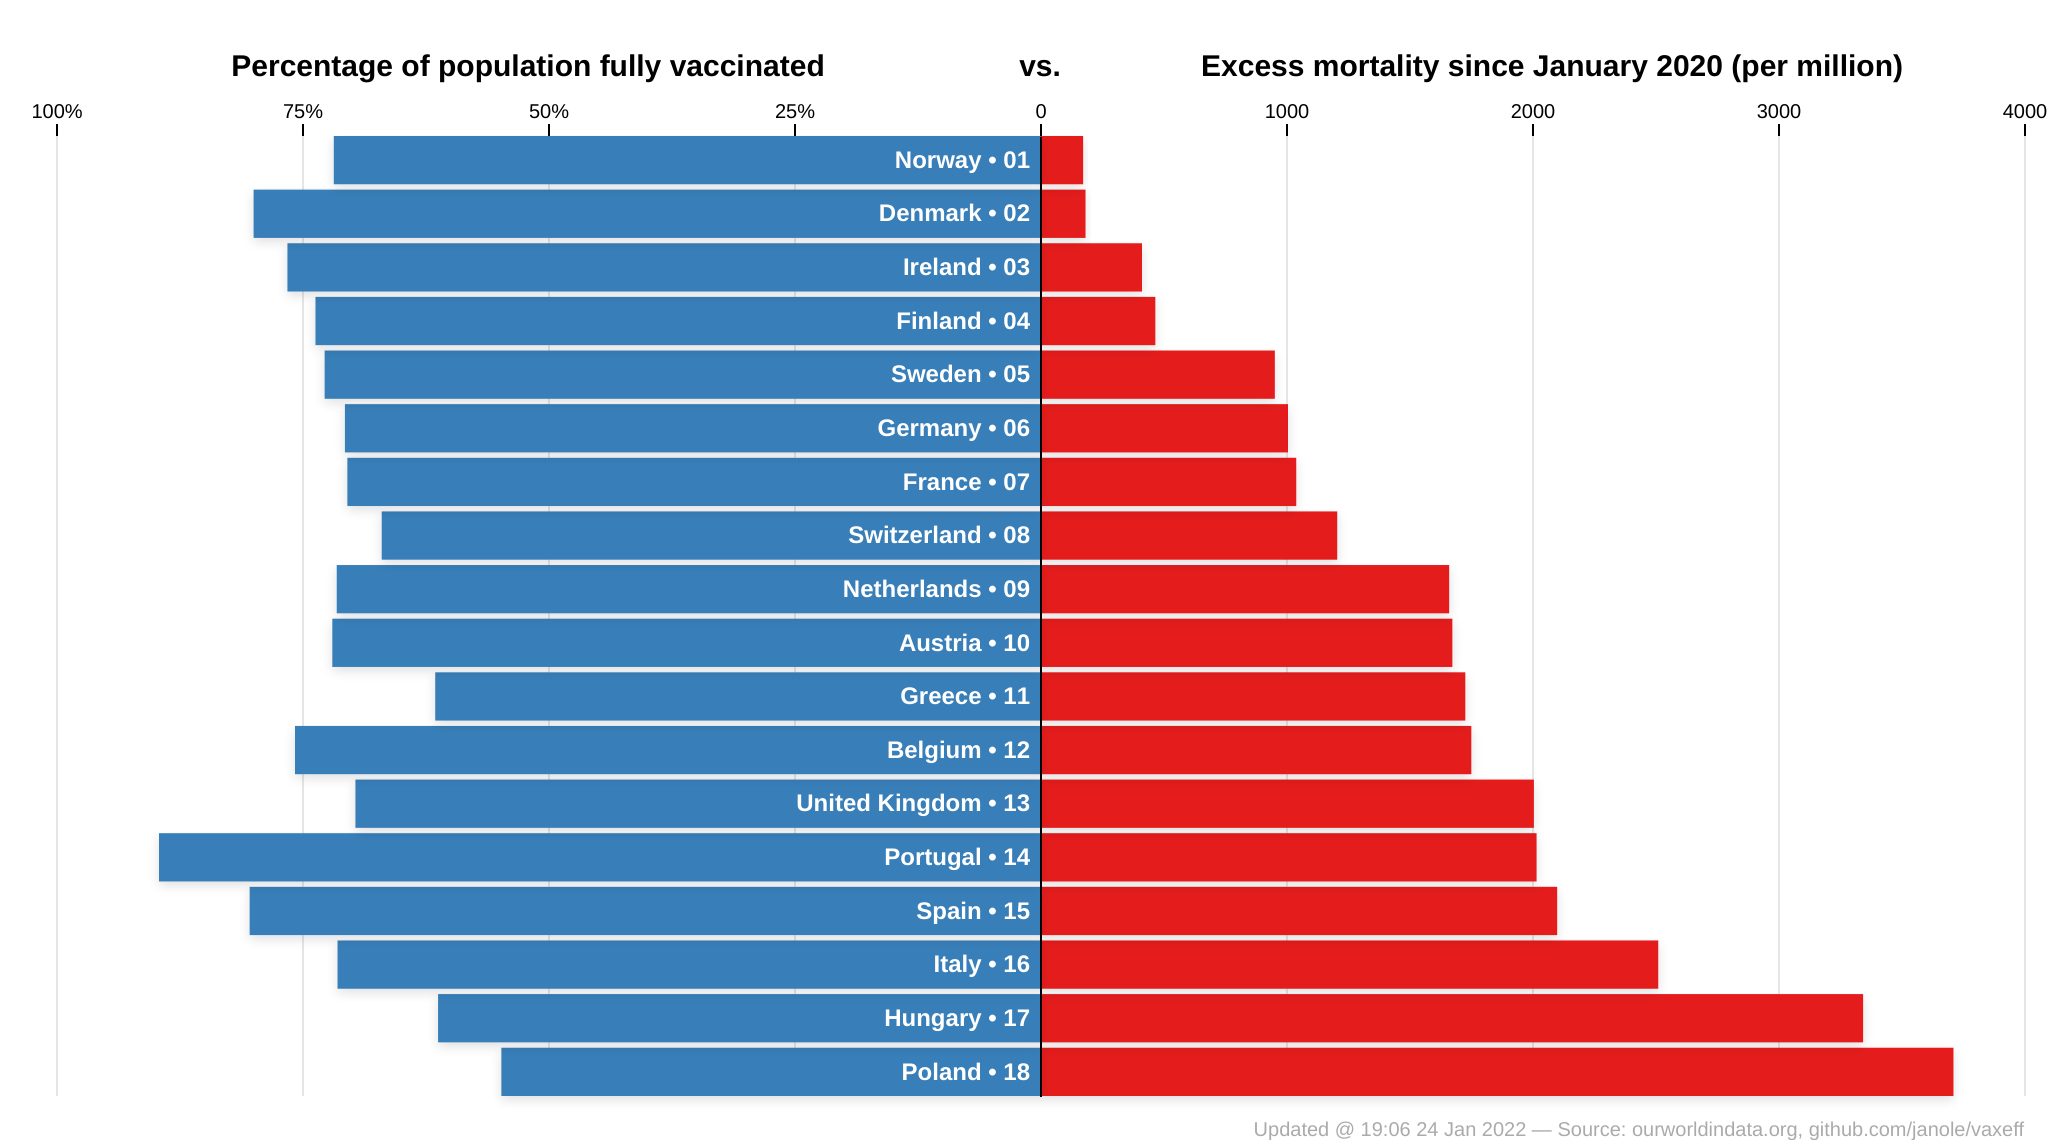 Percentage of population fully vaccinated vs. Excess mortality since January 2020 (per million)
100% 75% 50% 25% 0 1000 2000 3000 4000
Norway • 01
Denmark • 02
Ireland • 03
Finland • 04
Sweden • 05
Germany • 06
France • 07
Switzerland • 08
Netherlands • 09
Austria • 10
Greece • 11
Belgium • 12
United Kingdom • 13
Portugal • 14
Spain • 15
Italy • 16
Hungary • 17
Poland • 18
Updated @ 19:06 24 Jan 2022 — Source: ourworldindata.org, github.com/janole/vaxeff